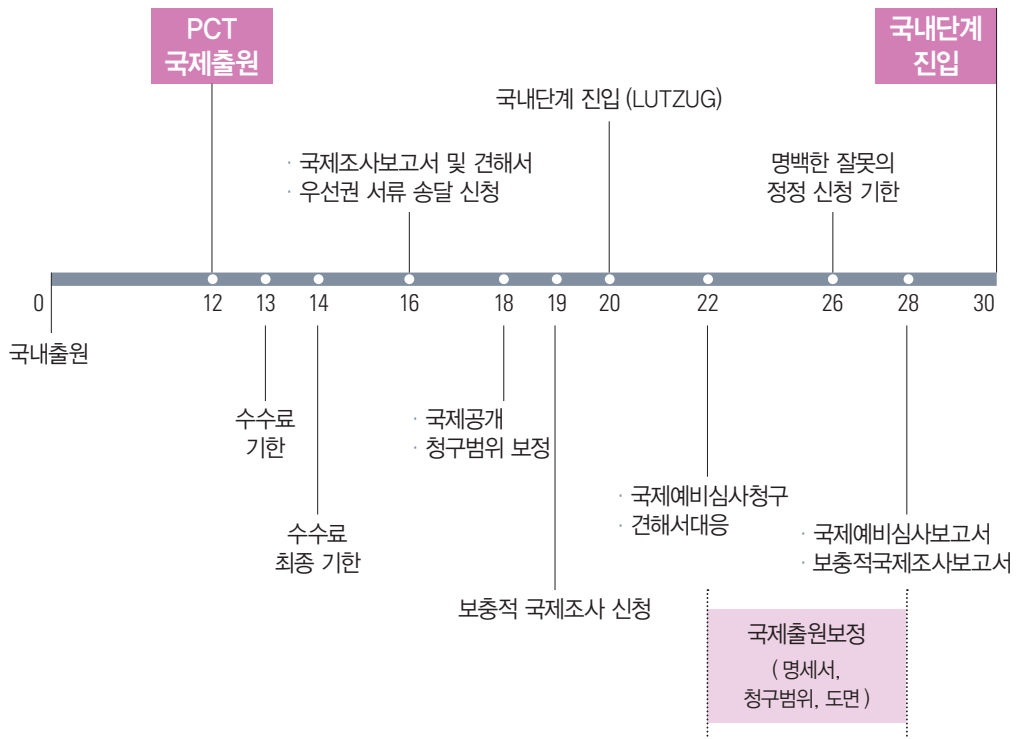 PCT
국제출원
국내단계
진입
국내단계 진입 (LUTZUG)
· 국제조사보고서 및 견해서
· 우선권 서류 송달 신청
명백한 잘못의
정정 신청 기한
0 12 13 14 16 18 19 20 22 26 28 30
국내출원
수수료
기한
· 국제공개
· 청구범위 보정
수수료
최종 기한
· 국제예비심사청구
· 견해서대응
· 국제예비심사보고서
· 보충적국제조사보고서
보충적 국제조사 신청
국제출원보정
( 명세서,
청구범위, 도면 )